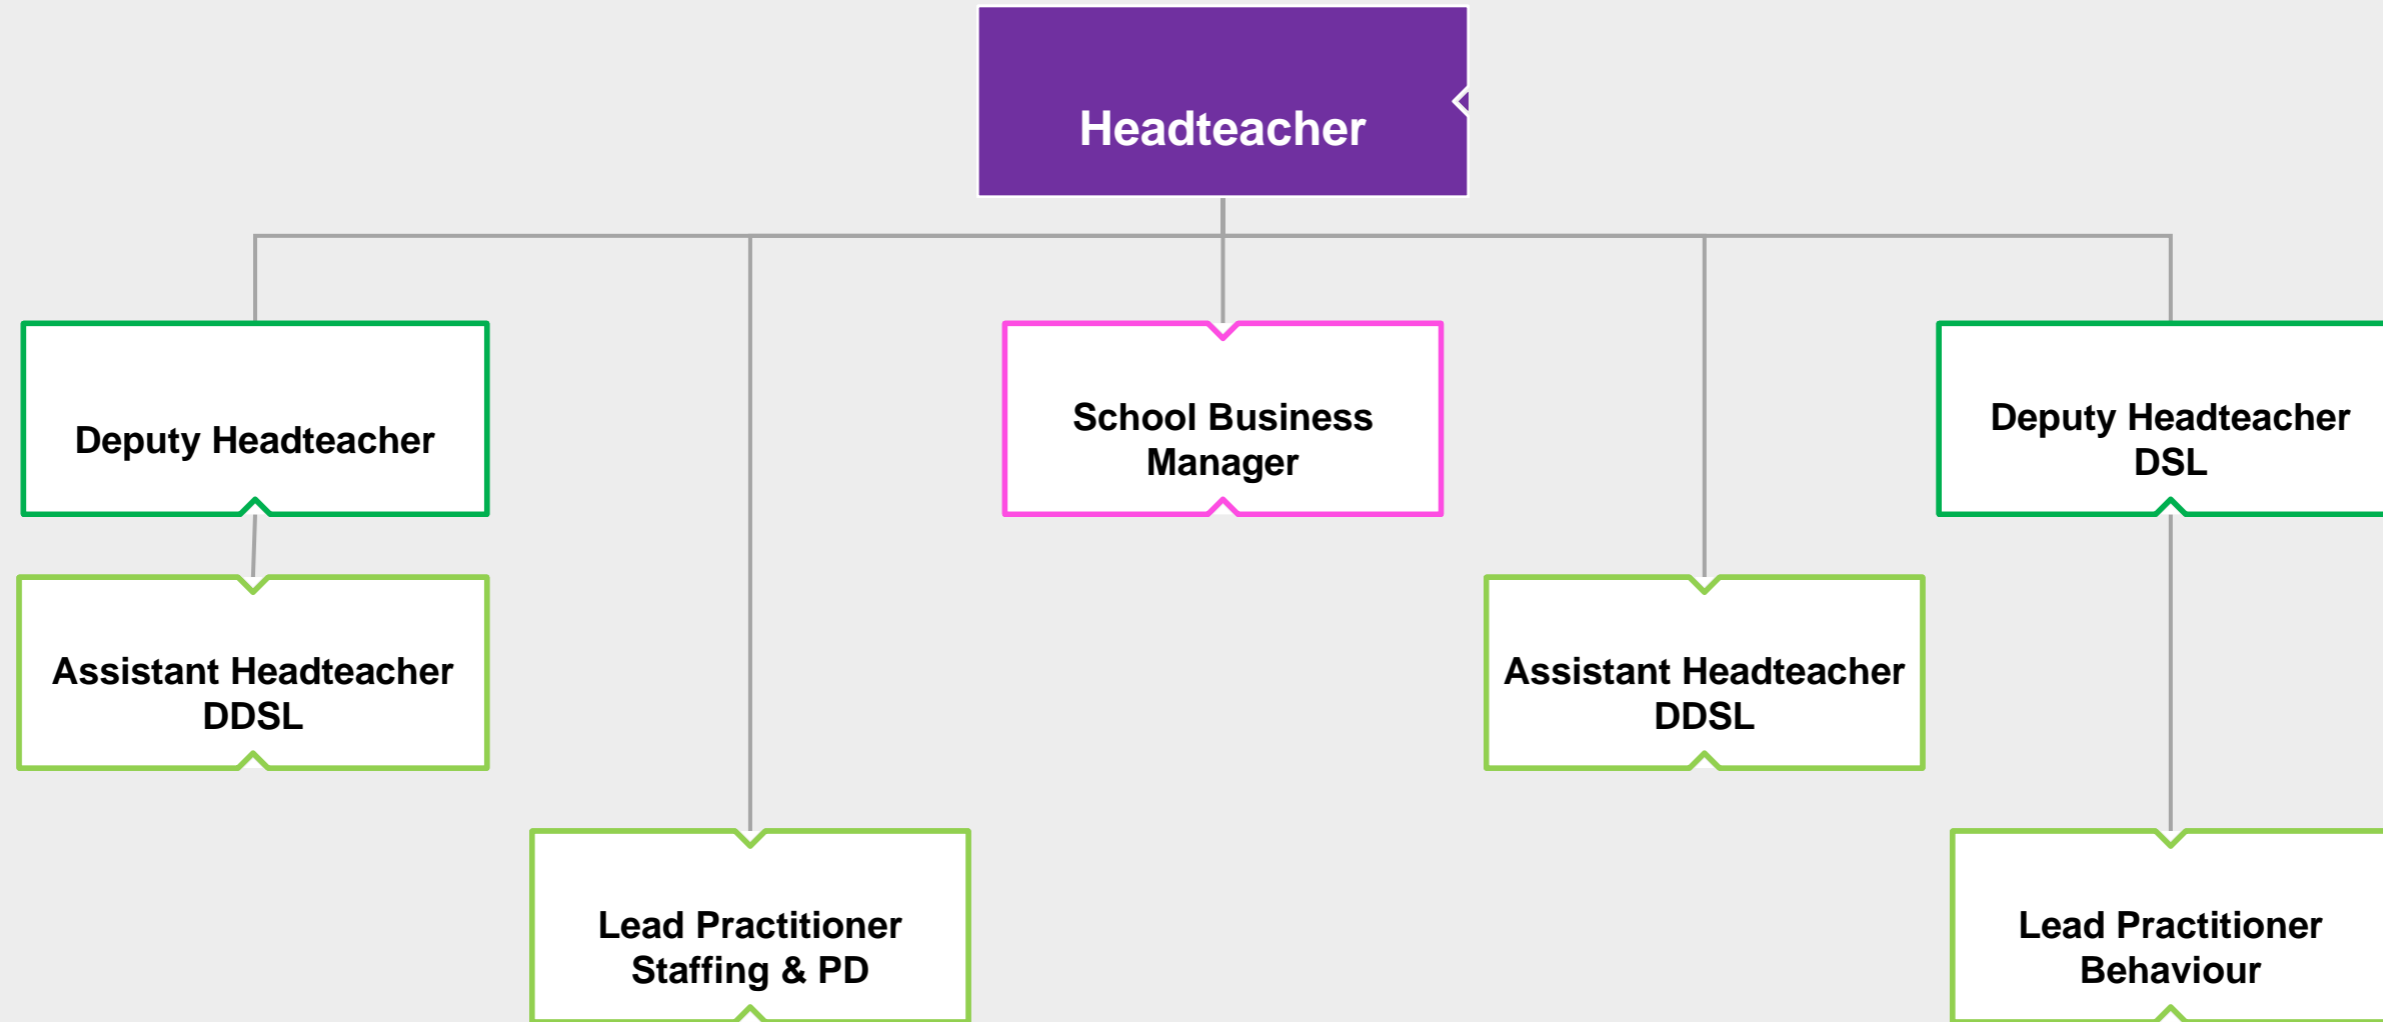 Headteacher
Deputy Headteacher
School Business
Manager
Deputy Headteacher
DSL
Assistant Headteacher
DDSL
Assistant Headteacher
DDSL
Lead Practitioner
Staffing & PD
Lead Practitioner
Behaviour